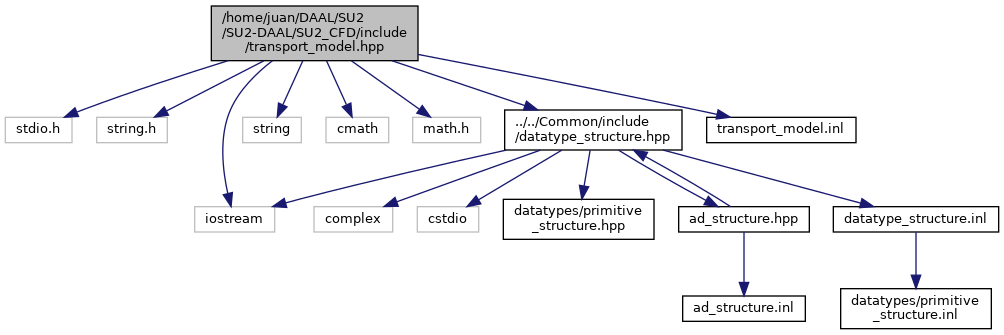 /home/juan/DAAL/SU2
/SU2-DAAL/SU2_CFD/include
/transport_model.hpp
stdio.h
string.h
string
cmath
math.h
../../Common/include
/datatype_structure.hpp
transport_model.inl
iostream
complex
cstdio
datatypes/primitive
_structure.hpp
ad_structure.hpp
datatype_structure.inl
ad_structure.inl
datatypes/primitive
_structure.inl